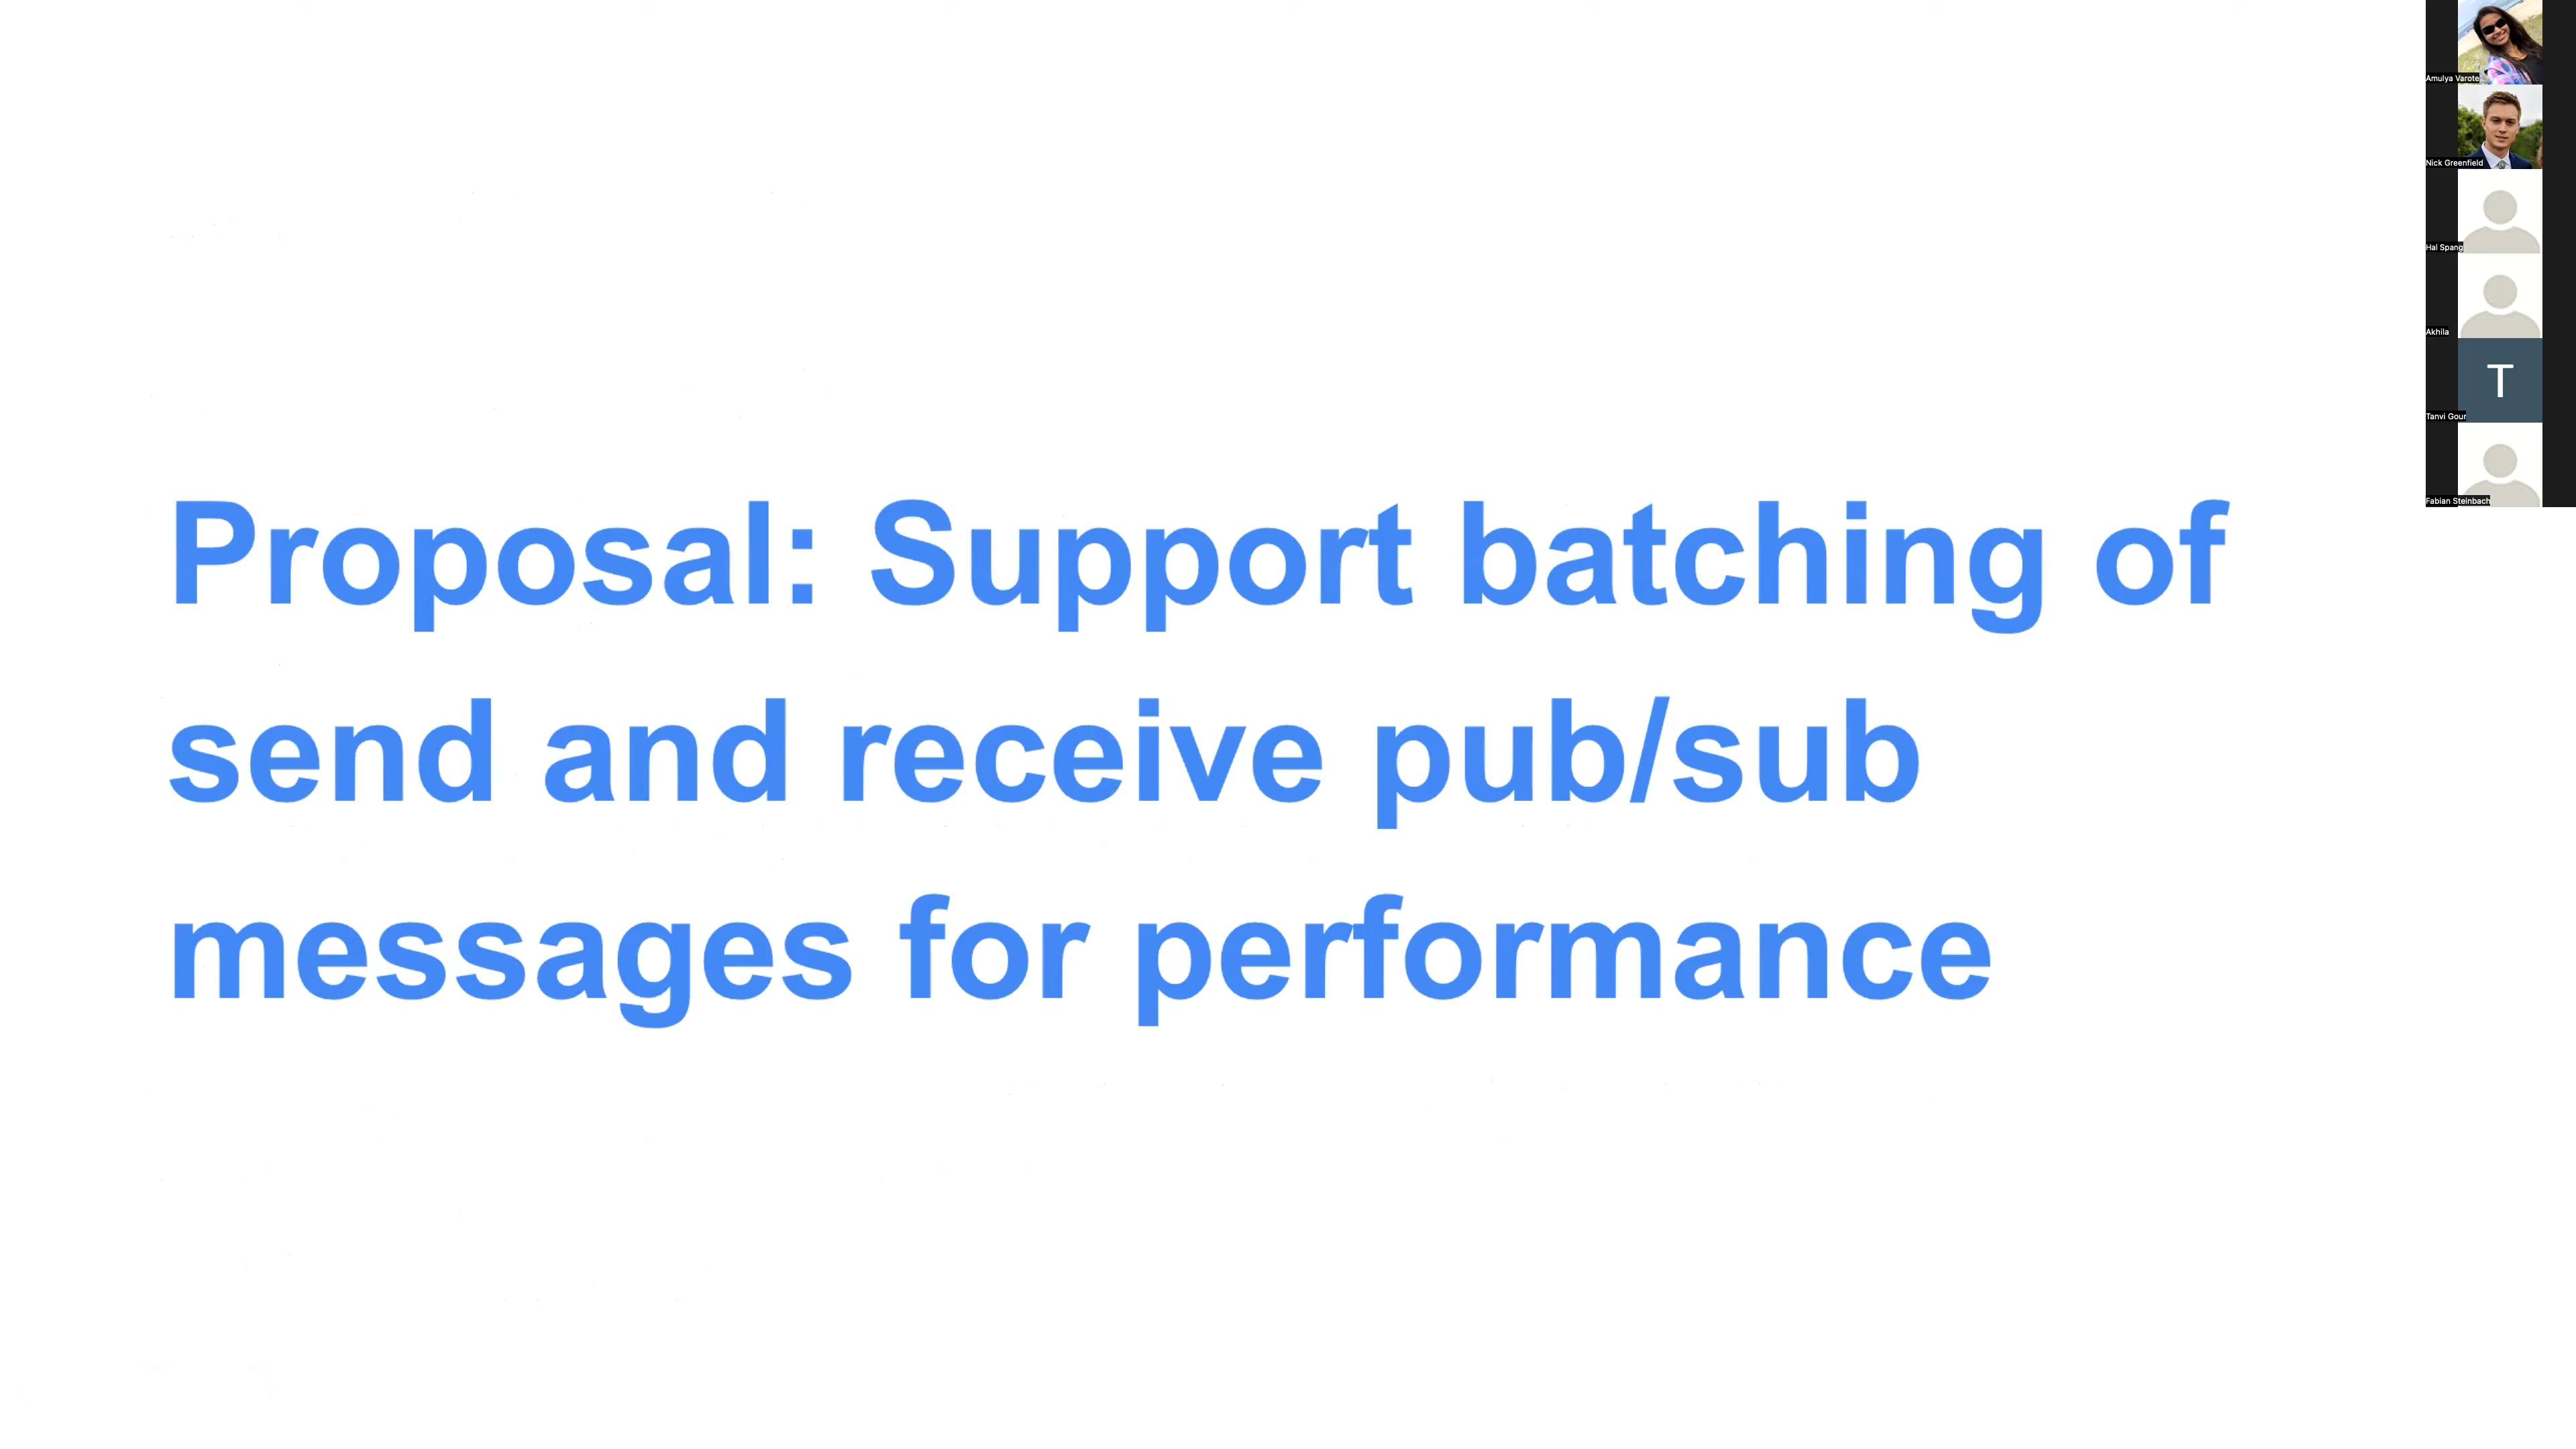 Proposal: Support batching of
send and receive pub/sub
messages for performance
Amulya Varote
Nick Greenfield
Hal Spang
Akhila
T
Tanvi Gour
Fabian Steinbach